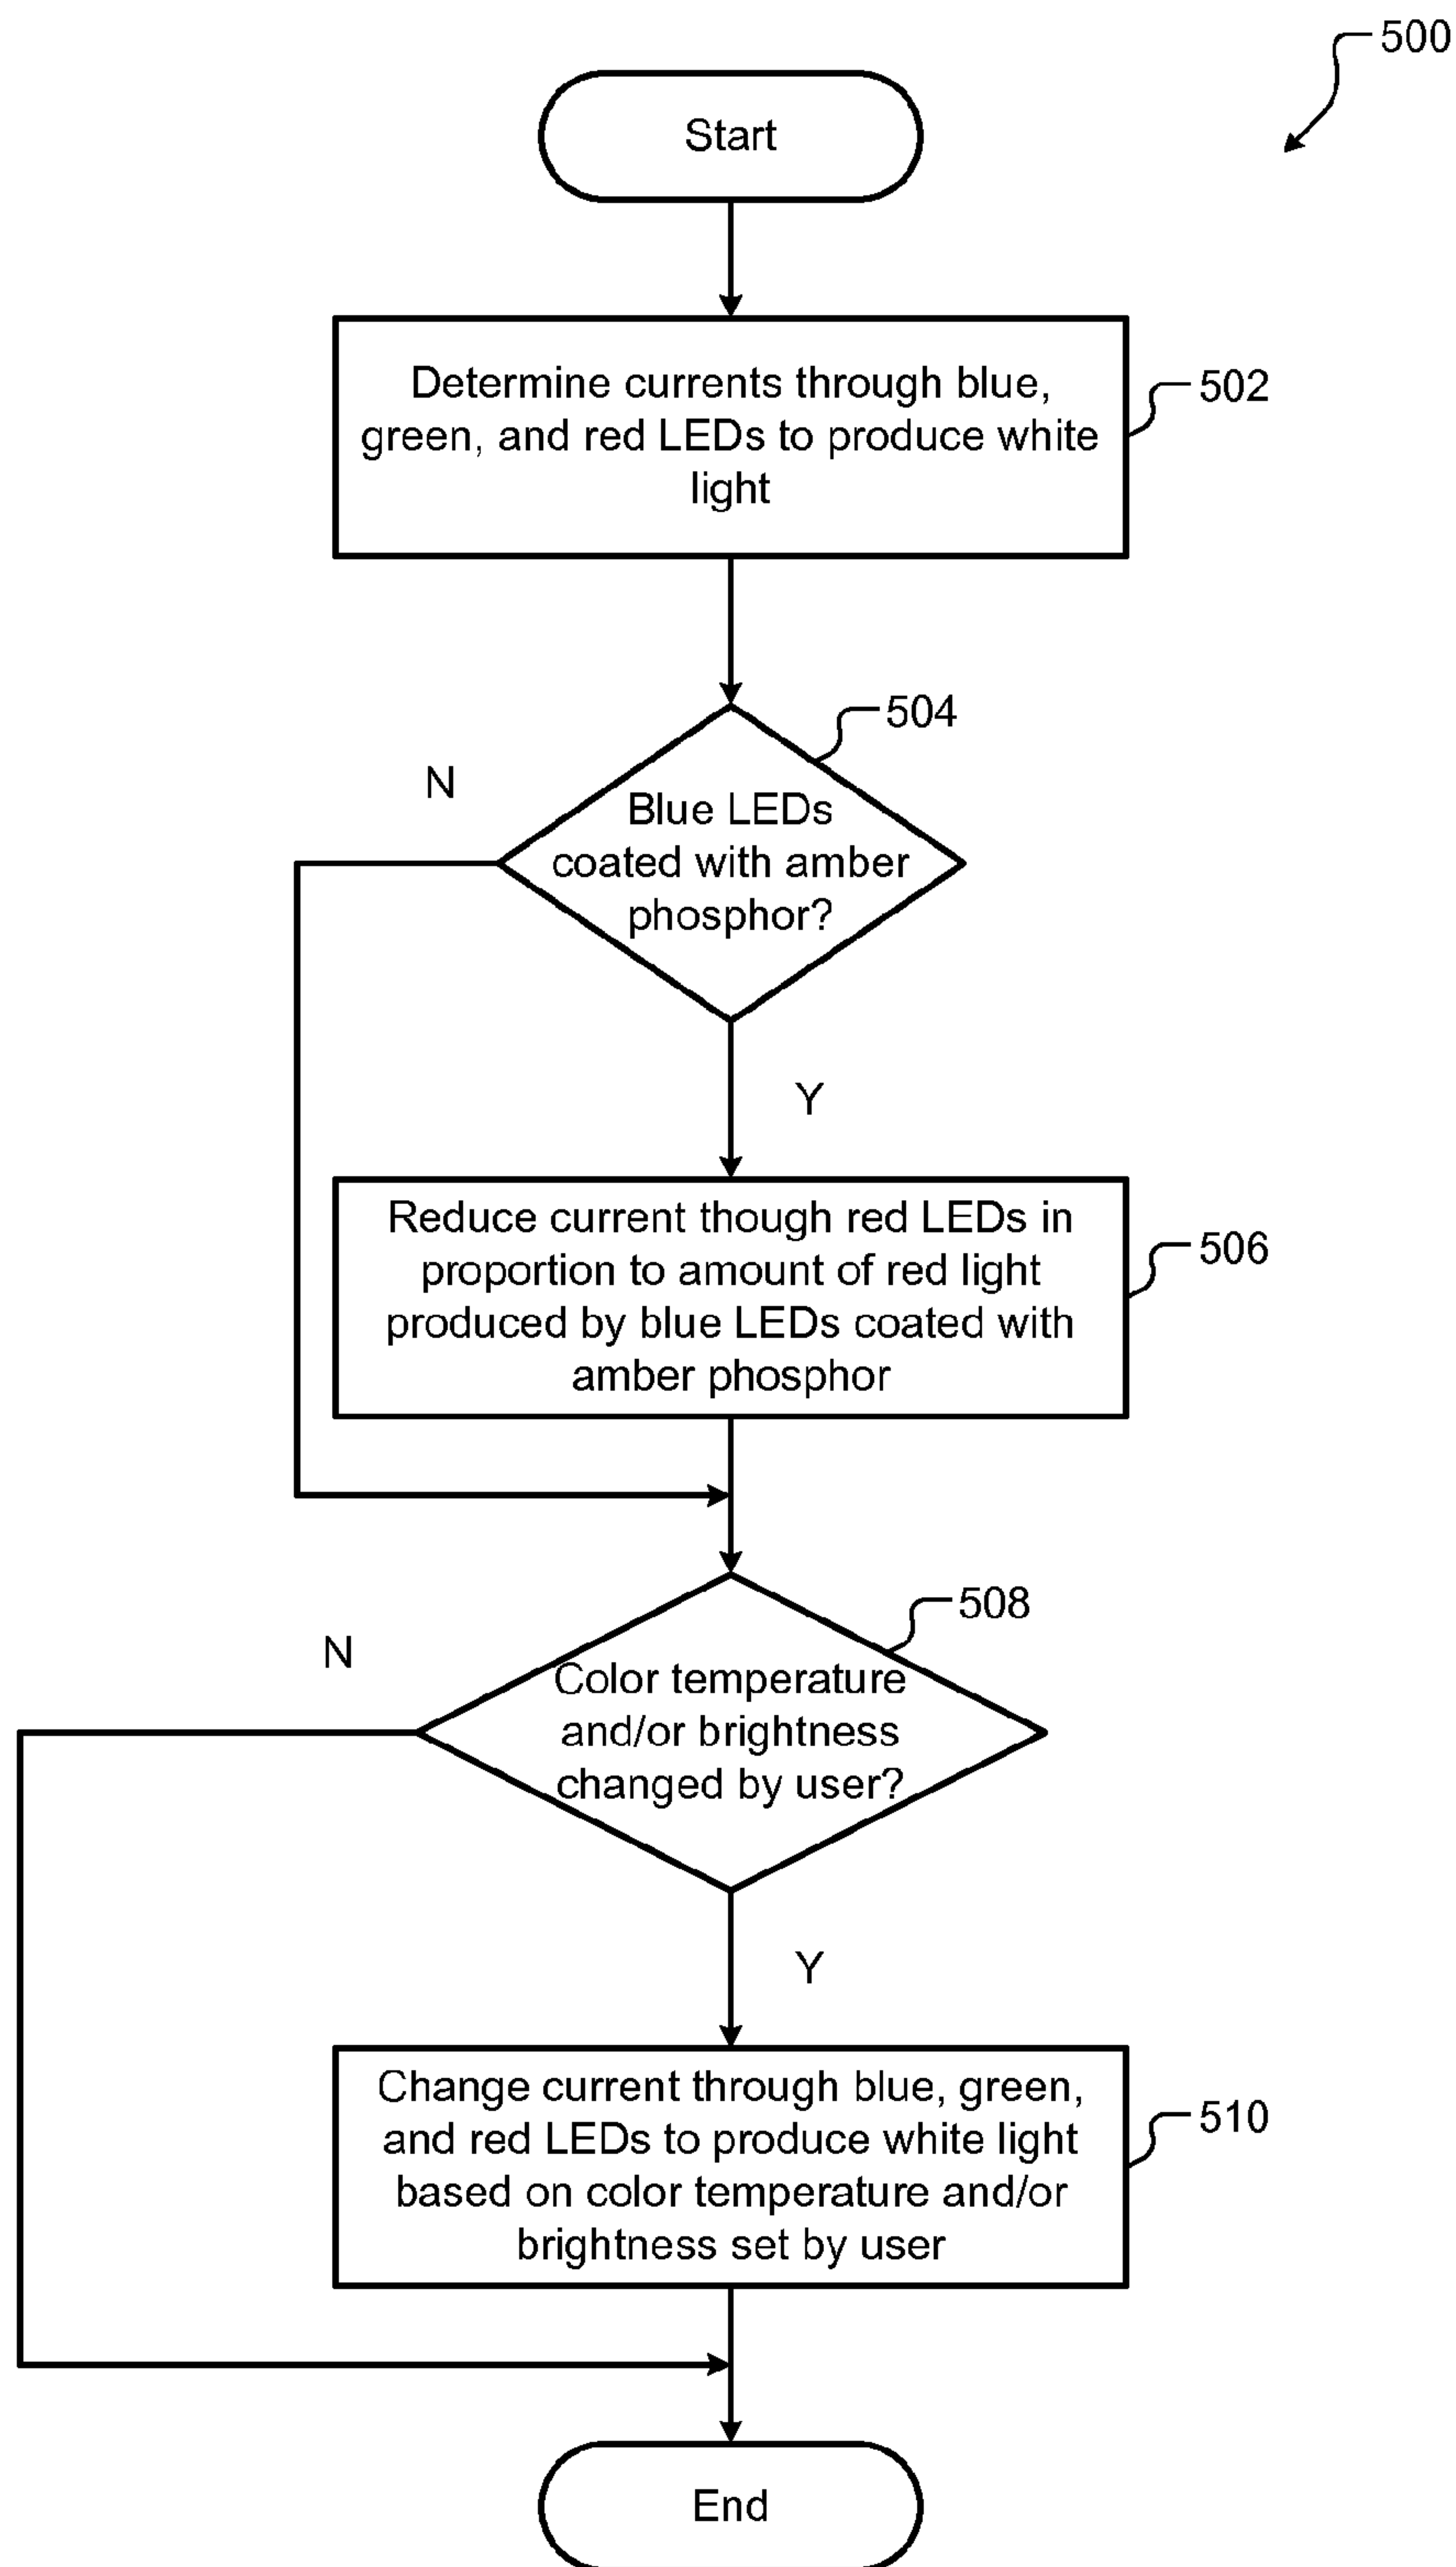 500
Start
Determine currents through blue,
green, and red LEDs to produce white
light
502
504
N
Blue LEDs
coated with amber
phosphor?
Y
Reduce current though red LEDs in
proportion to amount of red light
produced by blue LEDs coated with
amber phosphor
506
508
N
Color temperature
and/or brightness
changed by user?
Y
Change current through blue, green,
and red LEDs to produce white light
based on color temperature and/or
brightness set by user
510
End